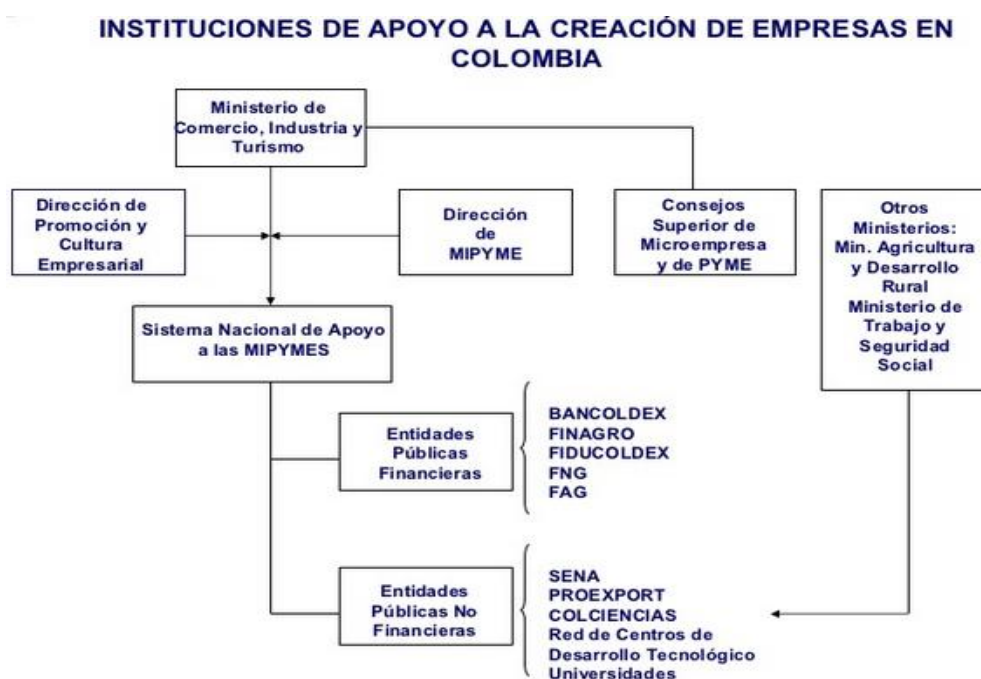 INSTITUCIONES DE APOYO A LA CREACIÓN DE EMPRESAS EN
COLOMBIA
Ministerio de
Comercio, Industria y
Turismo
Dirección de
Promoción y
Cultura
Empresarial
Dirección
de
MIPYME
Consejos
Superior de
Microempresa
y de PYME
Otros
Ministerios:
Min. Agricultura
y Desarrollo
Rural
Ministerio de
Trabajo y
Seguridad
Social
Sistema Nacional de Apoyo
a las MIPYMES
Entidades
Públicas
Financieras
BANCOLDEX
FINAGRO
FIDUCOLDEX
FNG
FAG
Entidades
Públicas No
Financieras
SENA
PROEXPORT
COLCIENCIAS
Red de Centros de
Desarrollo Tecnológico
Universidades